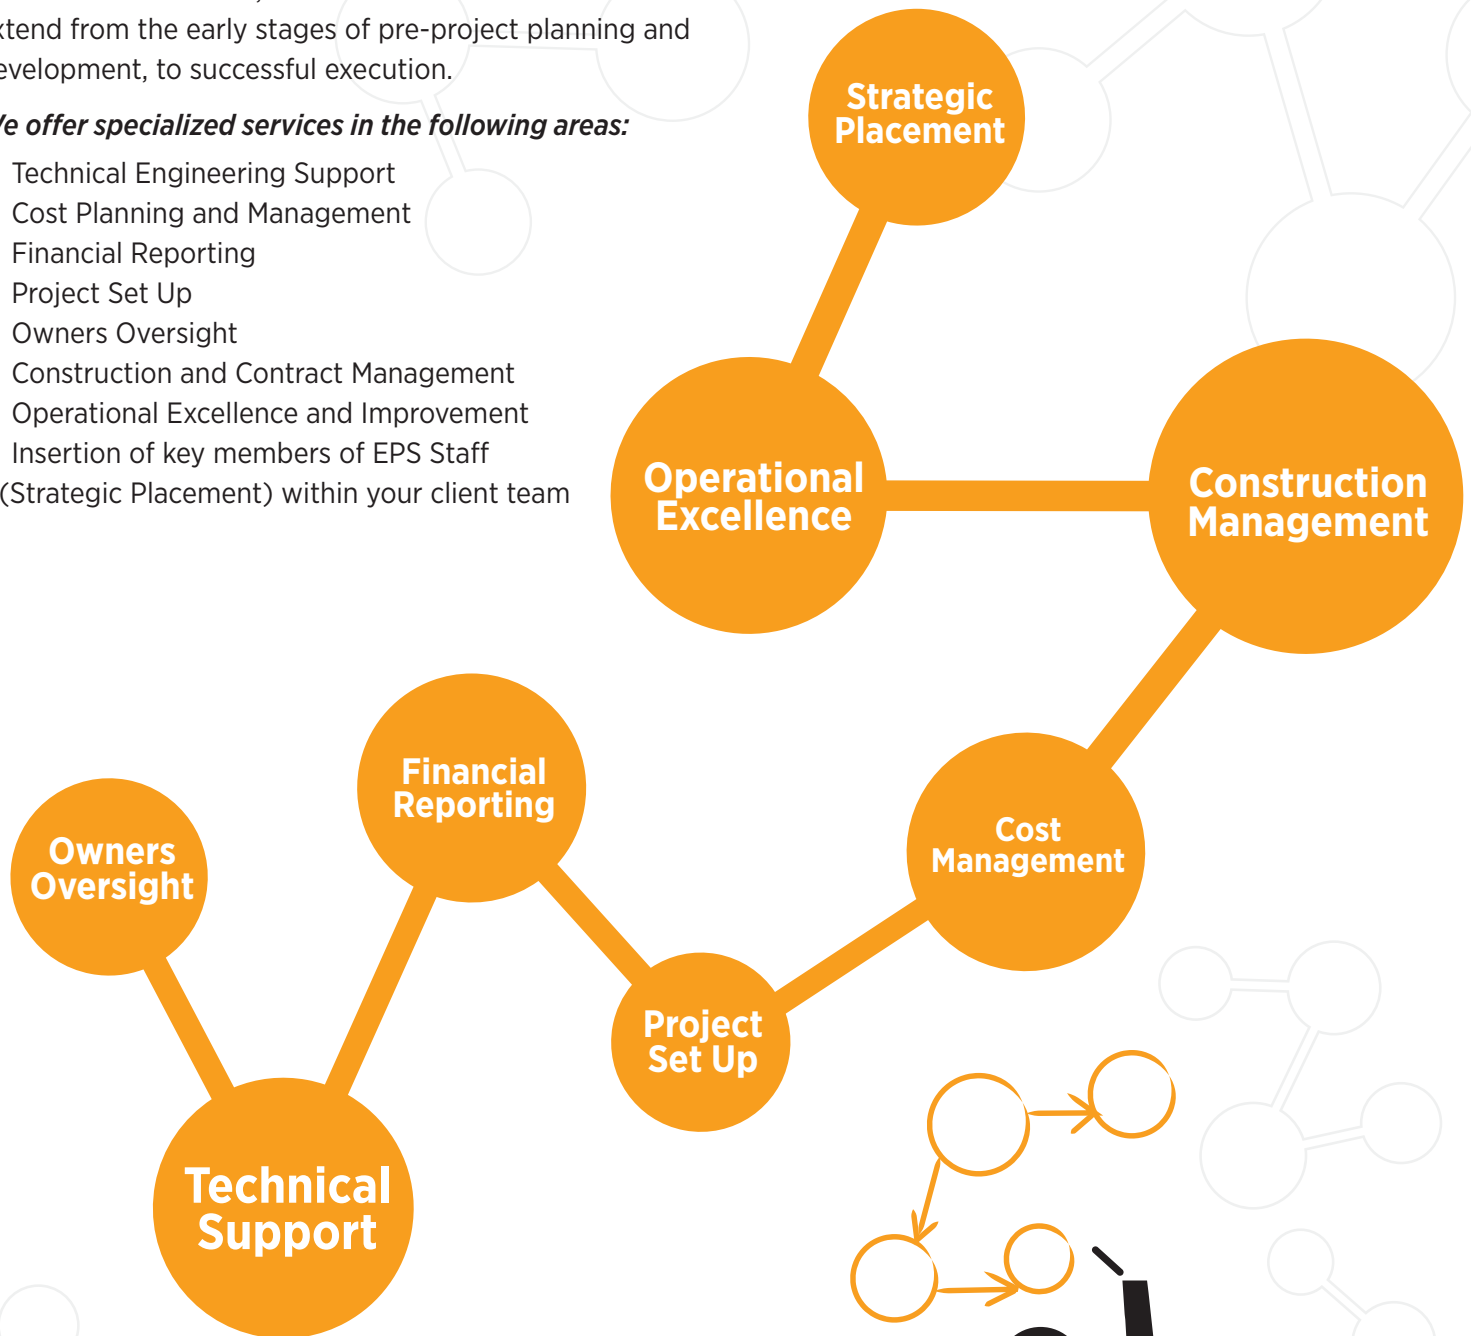 extend from the early stages of pre-project planning and
development, to successful execution.
We offer specialized services in the following areas:
Technical Engineering Support
Cost Planning and Management
Financial Reporting
Project Set Up
Owners Oversight
Construction and Contract Management
Operational Excellence and Improvement
Insertion of key members of EPS Staff
(Strategic Placement) within your client team
Strategic
Placement
Operational
Excellence
Construction
Management
Financial
Reporting
Cost
Management
Owners
Oversight
Project
Set Up
Technical
Support